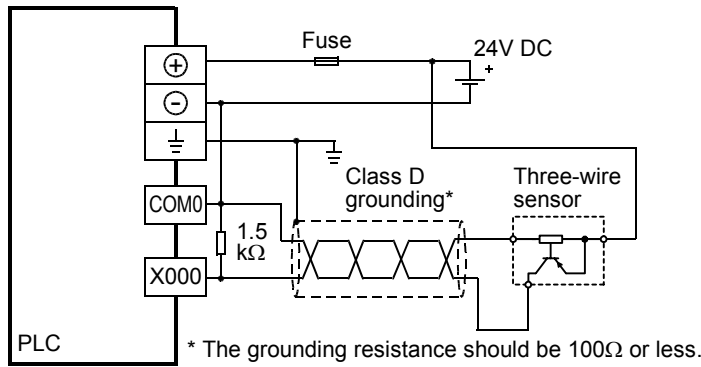 Fuse
24V DC
+
+
-
COM0
X000
1.5
kΩ
Class D
grounding*
Three-wire
sensor
PLC
* The grounding resistance should be 100Ω or less.